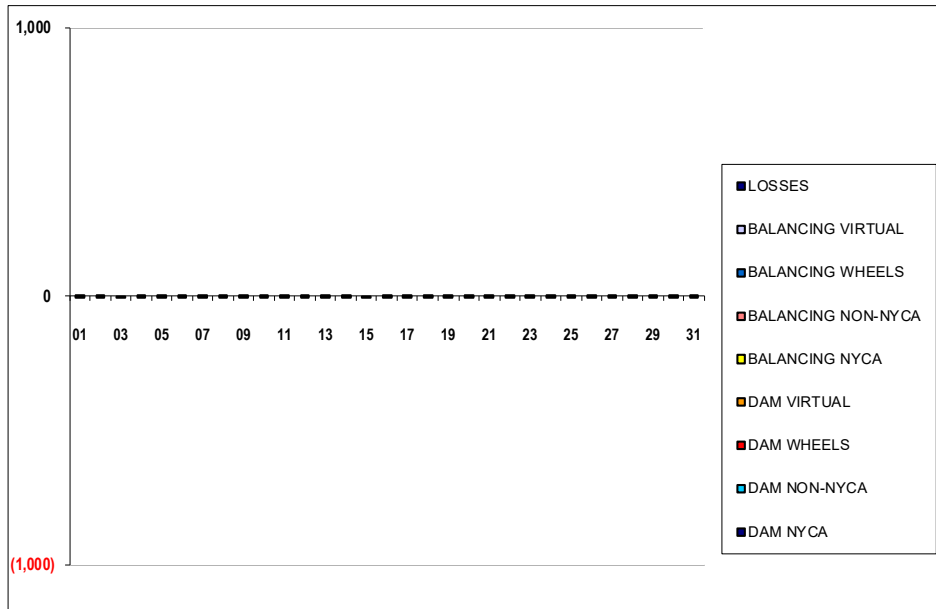 1,000
0
01 03 05 07 09 11 13 15 17 19 21 23 25 27 29 31
(1,000)
LOSSES
BALANCING VIRTUAL
BALANCING WHEELS
BALANCING NON-NYCA
BALANCING NYCA
DAM VIRTUAL
DAM WHEELS
DAM NON-NYCA
DAM NYCA